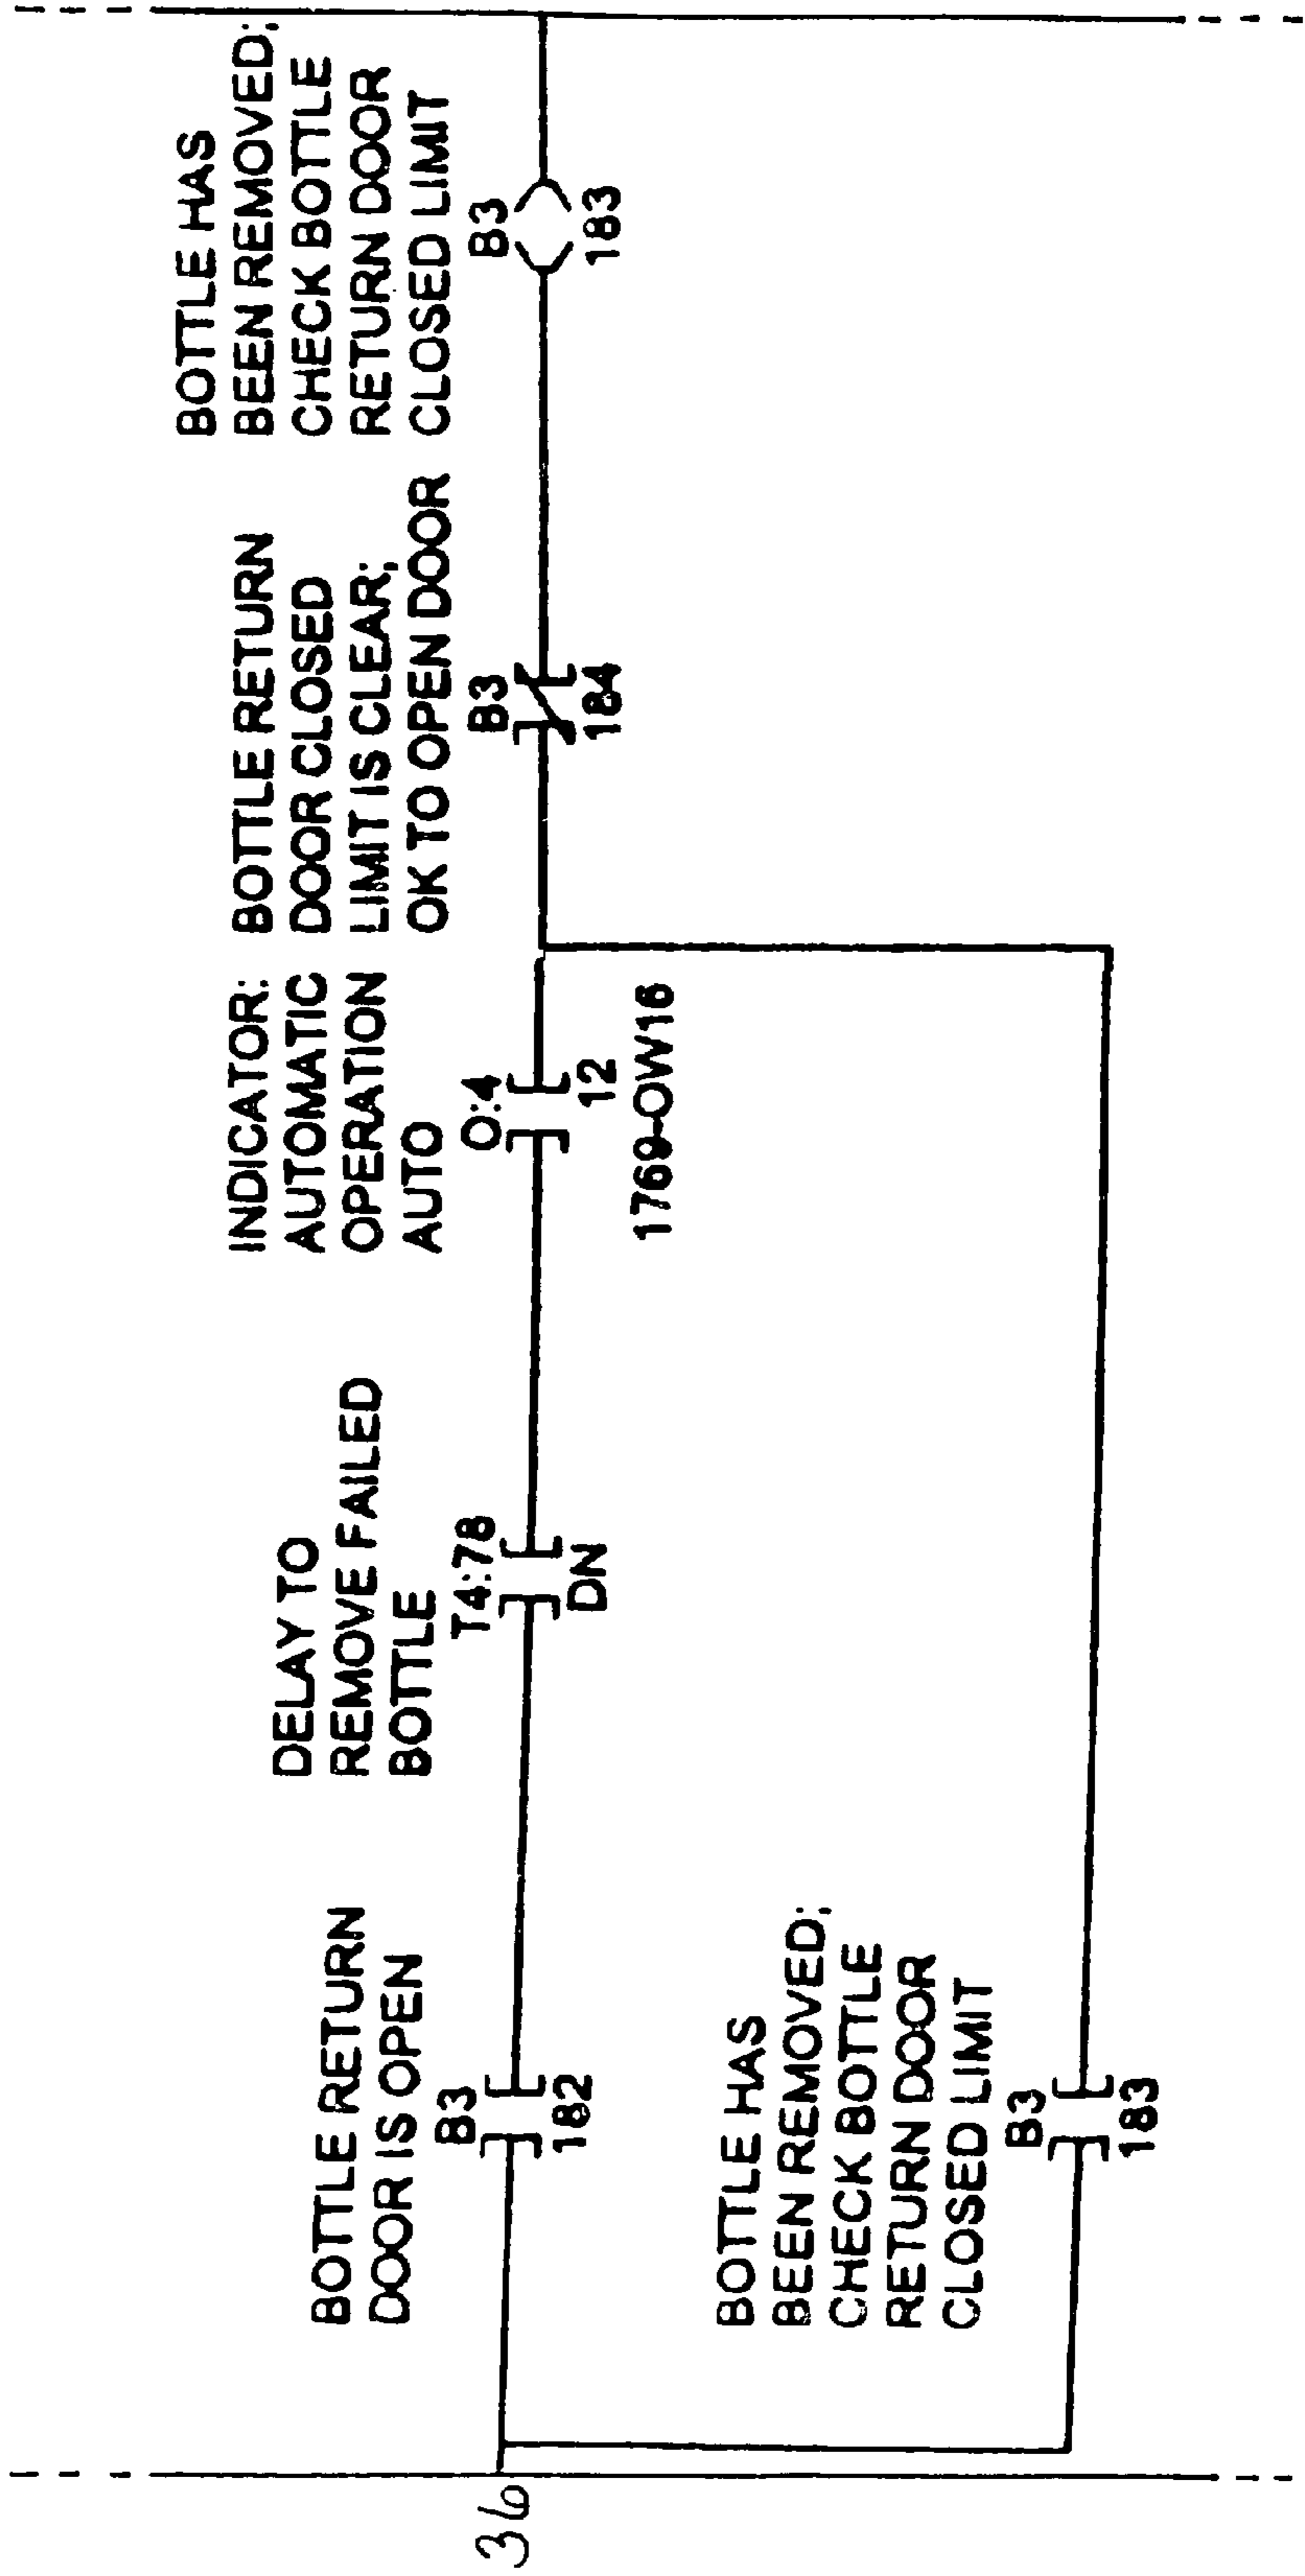 36
BOTTLE RETURN
DOOR IS OPEN
B3
182
DELAY TO
REMOVE FAILED
BOTTLE
T4:78
DN
INDICATOR:
AUTOMATIC
OPERATION
AUTO
O:4
12
1769-OW16
BOTTLE RETURN
DOOR CLOSED
LIMIT IS CLEAR;
OK TO OPEN DOOR
B3
184
BOTTLE HAS
BEEN REMOVED;
CHECK BOTTLE
RETURN DOOR
CLOSED LIMIT
B3
183
BOTTLE HAS
BEEN REMOVED;
CHECK BOTTLE
RETURN DOOR
CLOSED LIMIT
B3
183